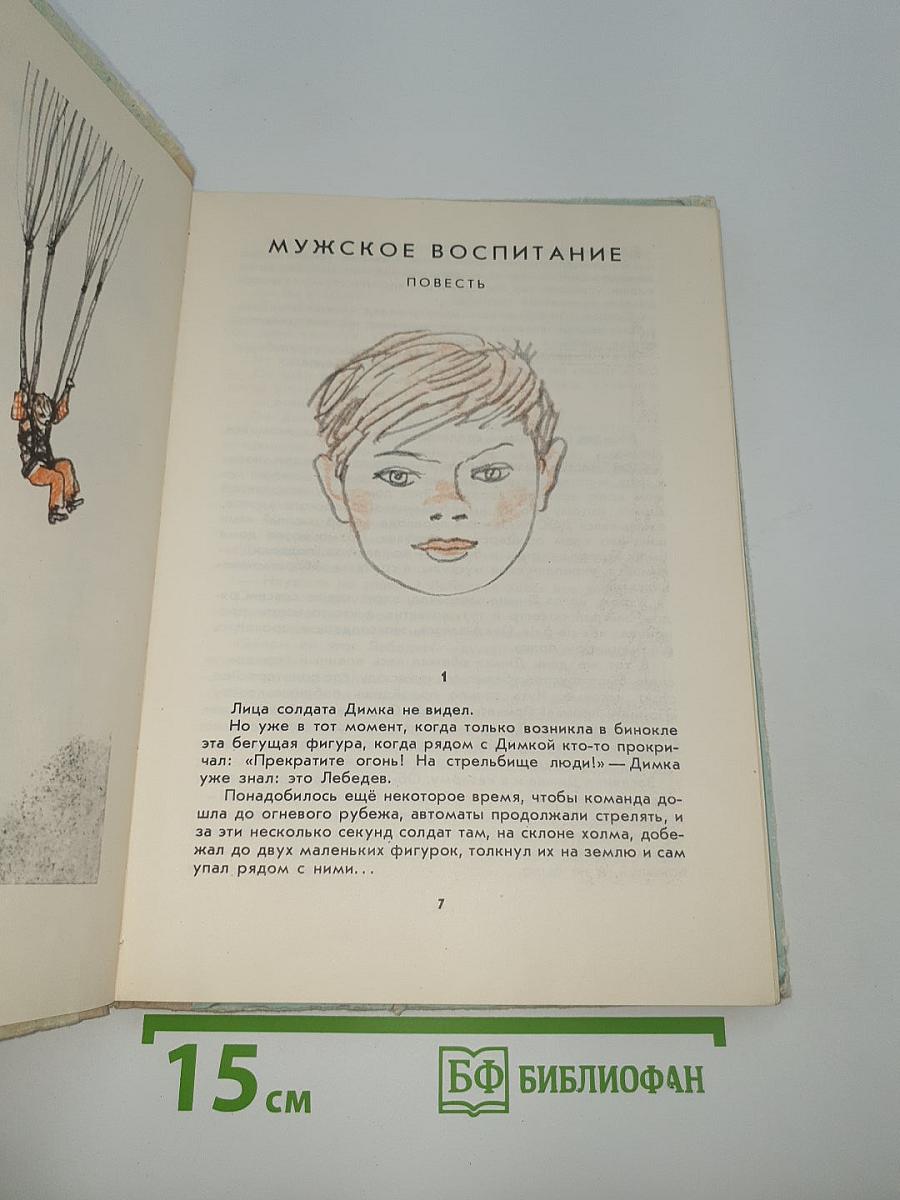 МУЖСКОЕ ВОСПИТАНИЕ
ПОВЕСТЬ
1
Лица солдата Димка не видел.
Но уже в тот момент, когда только возникла в бинокле
эта бегущая фигура, когда рядом с Димкой кто-то прокри-
чал: «Прекратите огонь! На стрельбище люди!» — Димка
уже знал: это Лебедев.
Понадобилось ещё некоторое время, чтобы команда до-
шла до огневого рубежа, автоматы продолжали стрелять, и
за эти несколько секунд солдат там, на склоне холма, добе-
жал до двух маленьких фигурок, толкнул их на землю и сам
упал рядом с ними...
7
15 см
БФ БИБЛИОФАН